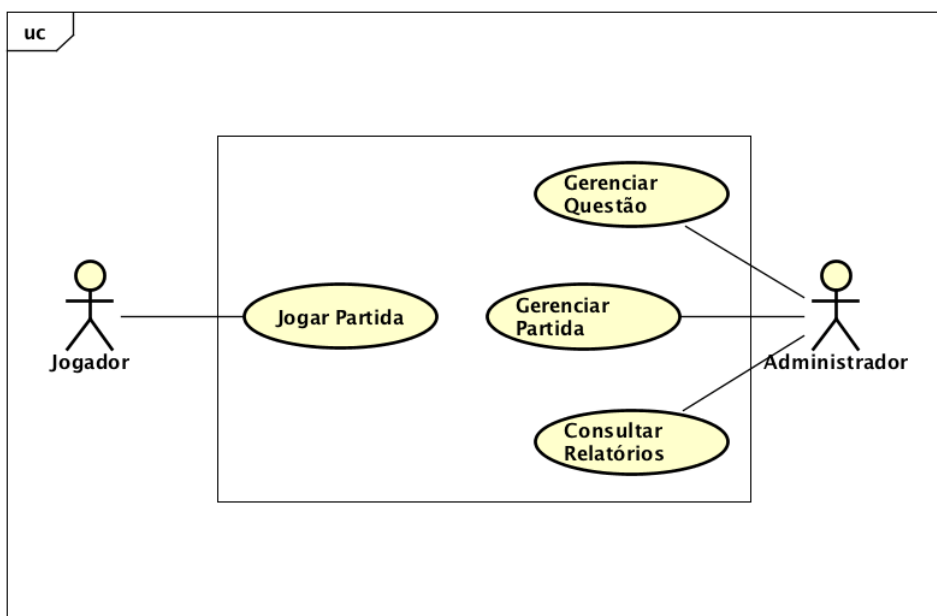 uc
Gerenciar
Questão
Jogar Partida
Gerenciar
Partida
Jogador
Administrador
Consultar
Relatórios